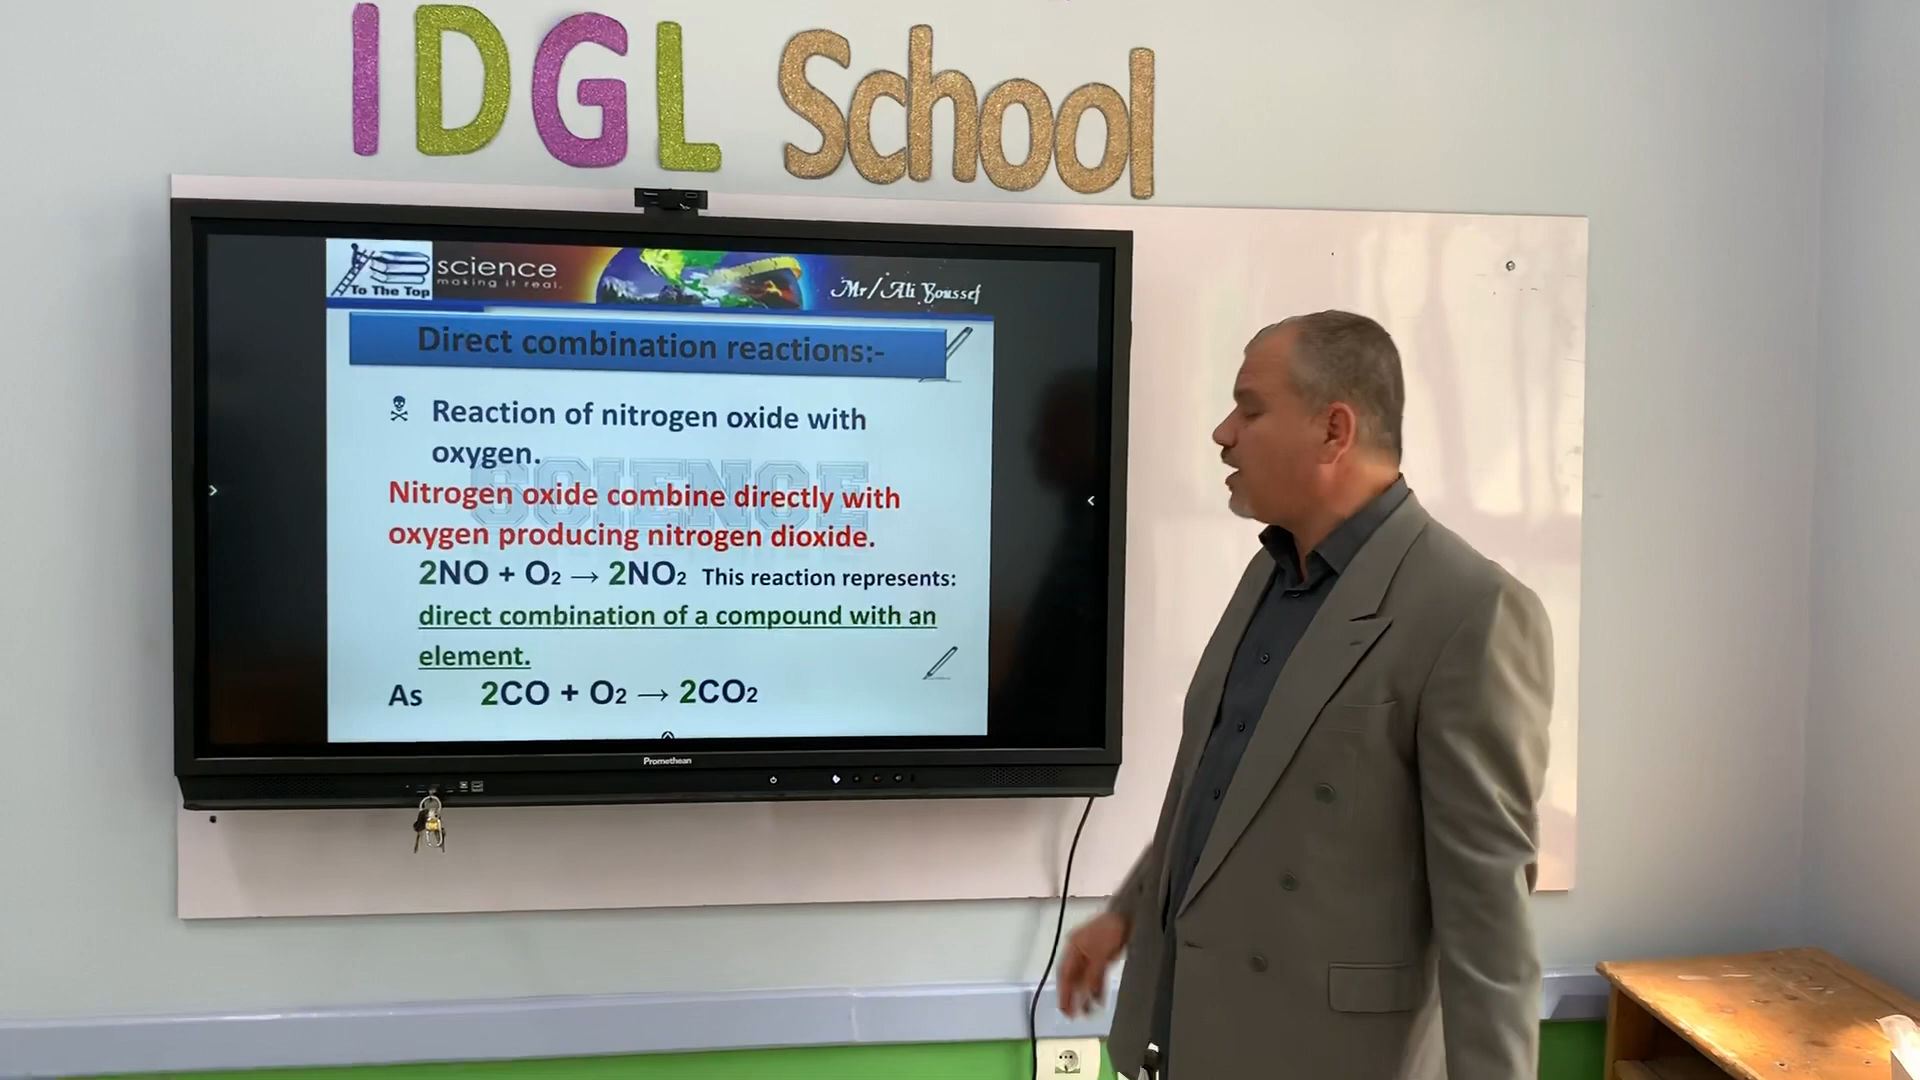 IDGL School
To The Top
science
making it real.
Mr/Ali Youssef
Direct combination reactions:-
Reaction of nitrogen oxide with
oxygen.
SCIENCE
Nitrogen oxide combine directly with
oxygen producing nitrogen dioxide.
2NO + O2 → 2NO2 This reaction represents:
direct combination of a compound with an
element.
As 2CO + O2 → 2CO2
Promethean